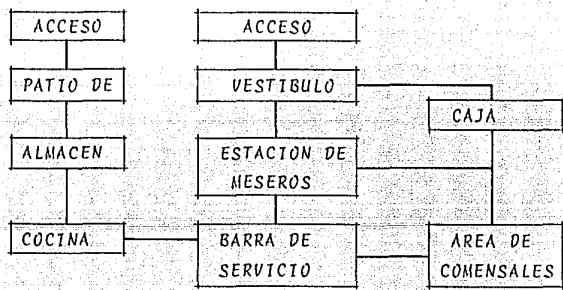 ACCESO
ACCESO
PATIO DE
VESTIBULO
CAJA
ALMACEN
ESTACION DE
MESEROS
COCINA
BARRA DE
SERVICIO
AREA DE
COMENSALES